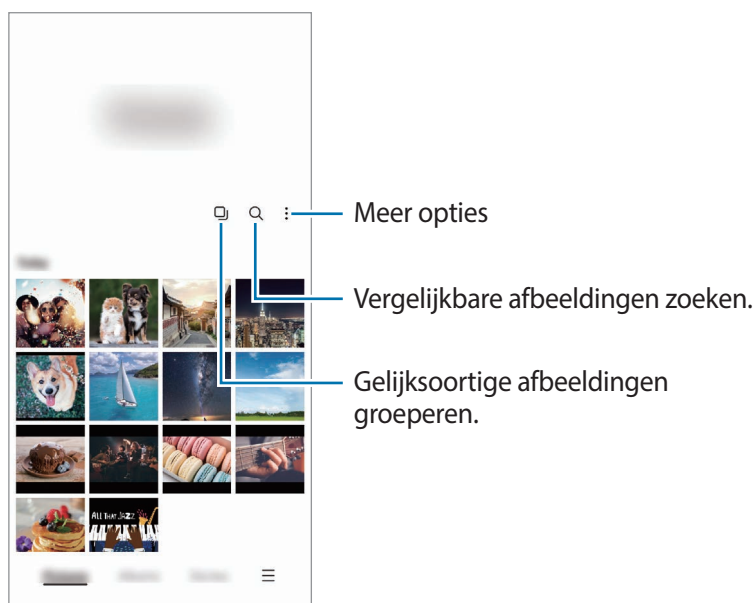 Meer opties
Vergelijkbare afbeeldingen zoeken.
Gelijksoortige afbeeldingen
groeperen.
ALL THAT JAZZ